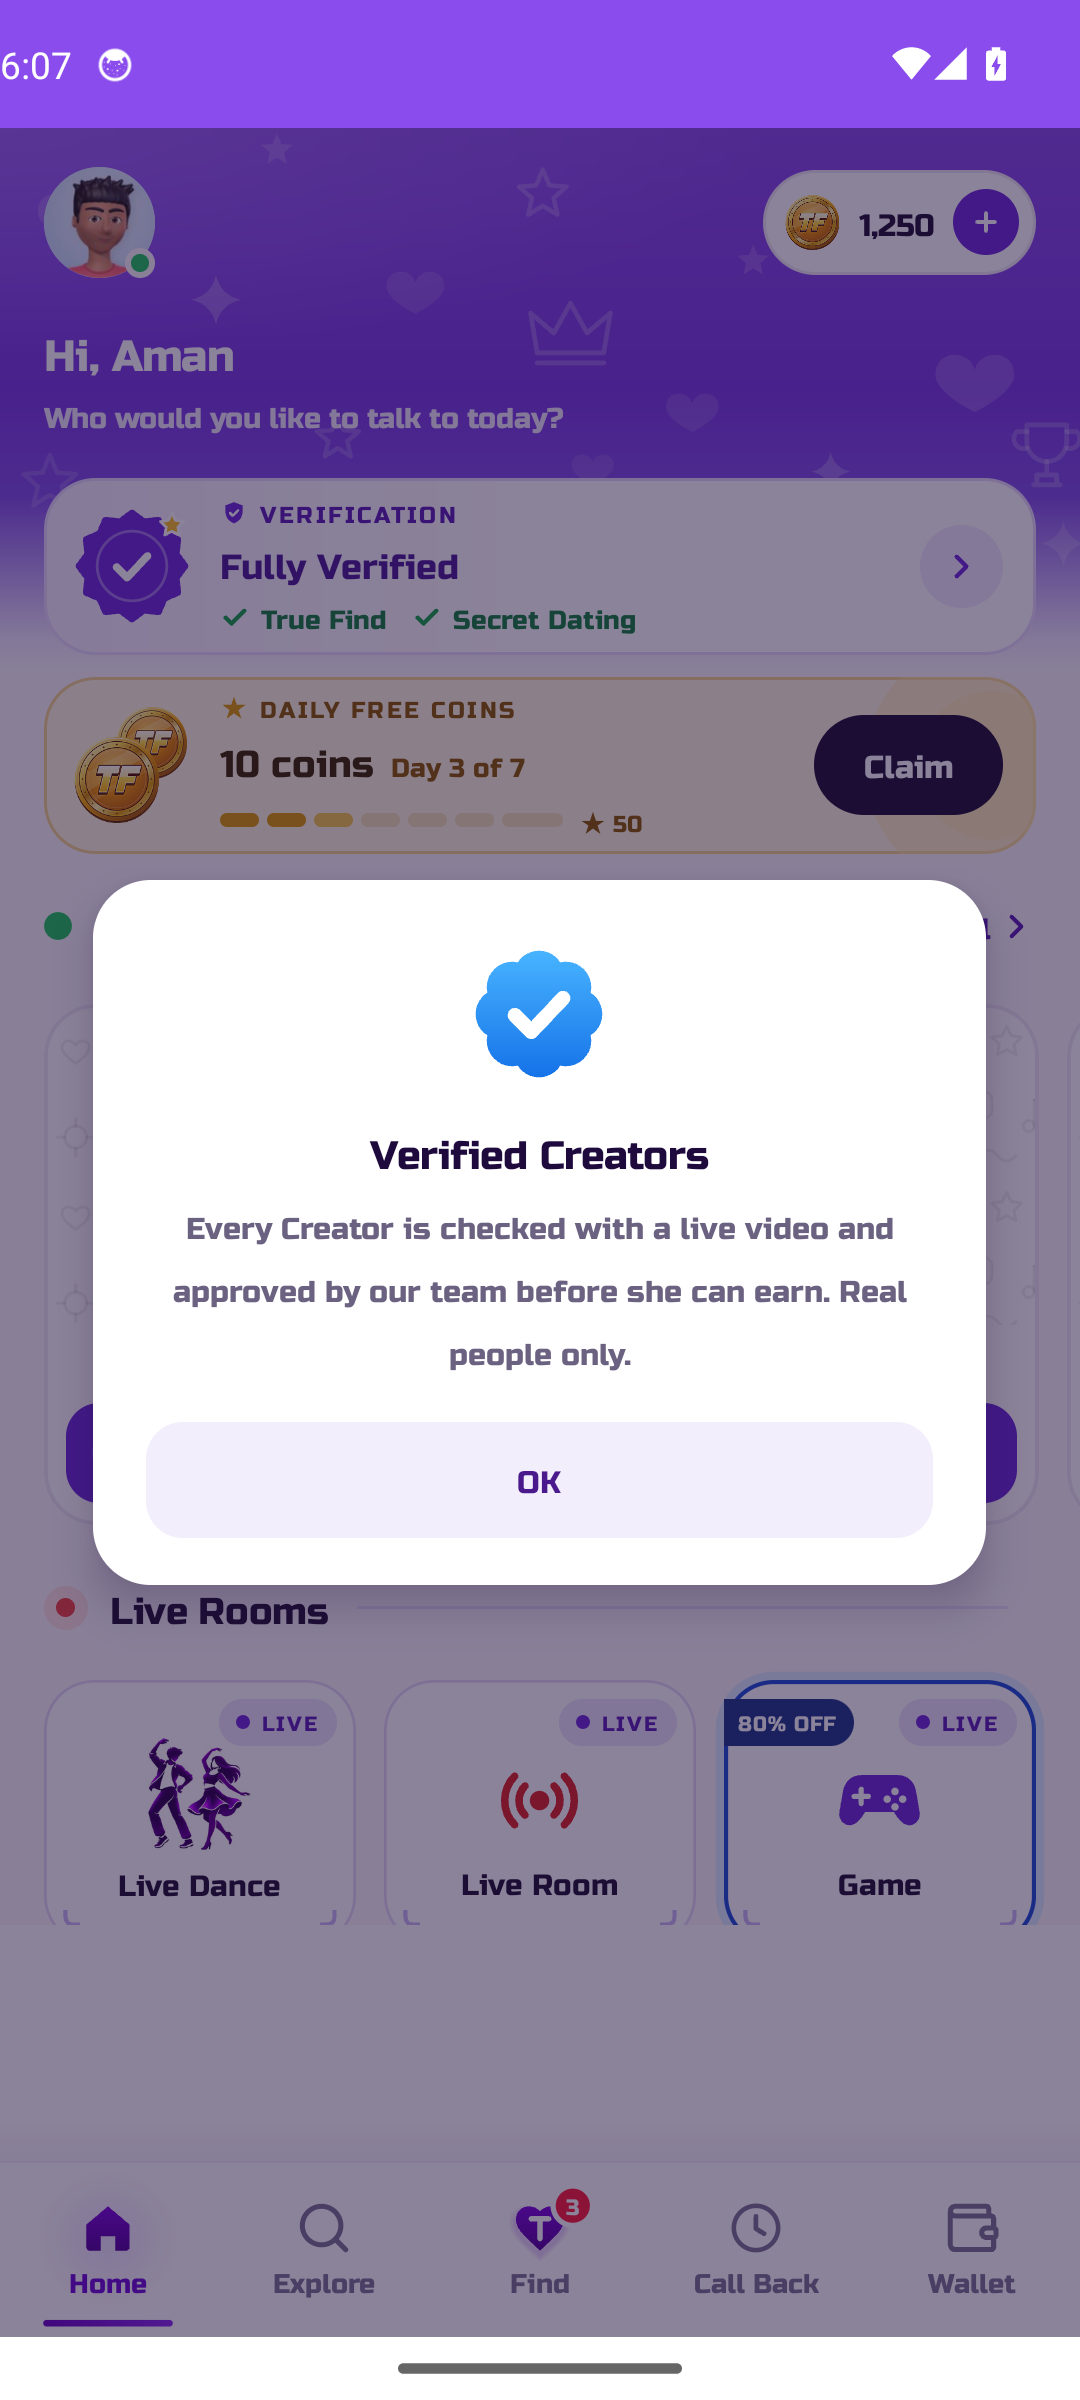 6:07
1,250
Hi, Aman
Who would you like to talk to today?
VERIFICATION
Fully Verified
True Find Secret Dating
DAILY FREE COINS
10 coins Day 3 of 7
Claim
★ 50
Verified Creators
Every Creator is checked with a live video and
approved by our team before she can earn. Real
people only.
OK
Live Rooms
LIVE
LIVE
80% OFF
LIVE
Live Dance
Live Room
Game
3
Home
Explore
Find
Call Back
Wallet